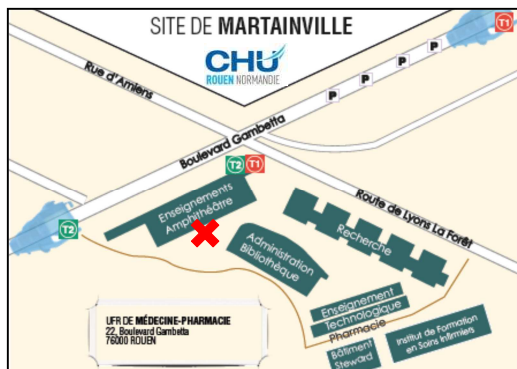 SITE DE MARTAINVILLE
CHU
ROUEN NORMANDIE
T1
P
P
P
P
Rue d'Amiens
Boulevard Gambetta
T2 T1
Route de Lyons La Forêt
Enseignements
Amphithéâtre
T2
Administration
Bibliothèque
Recherche
Enseignement
Technologique
Pharmacie
Bâtiment
Steward
Institut de Formation
en Soins Infirmiers
UFR DE MÉDECINE-PHARMACIE
22, Boulevard Gambetta
76000 ROUEN